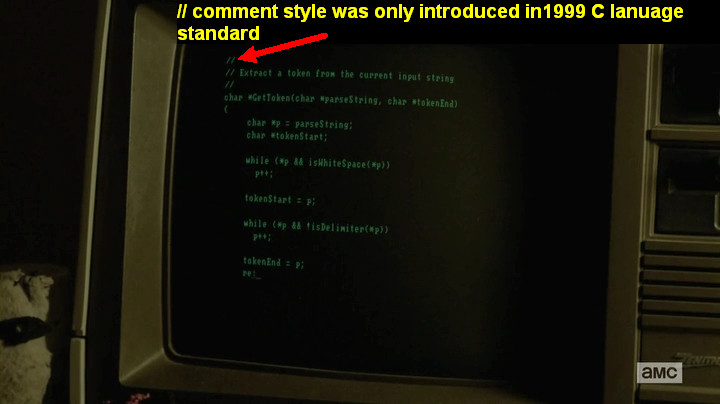 // comment style was only introduced in1999 C lanuage
standard
//
// Extract a token from the current input string
//
char *GetToken(char *parseString, char *tokenEnd)
{
char *p = parseString;
char *tokenStart;
while (*p && isWhiteSpace(*p))
p++;
tokenStart = p;
while (*p && !isDelimiter(*p))
p++;
tokenEnd = p;
re:_
amc